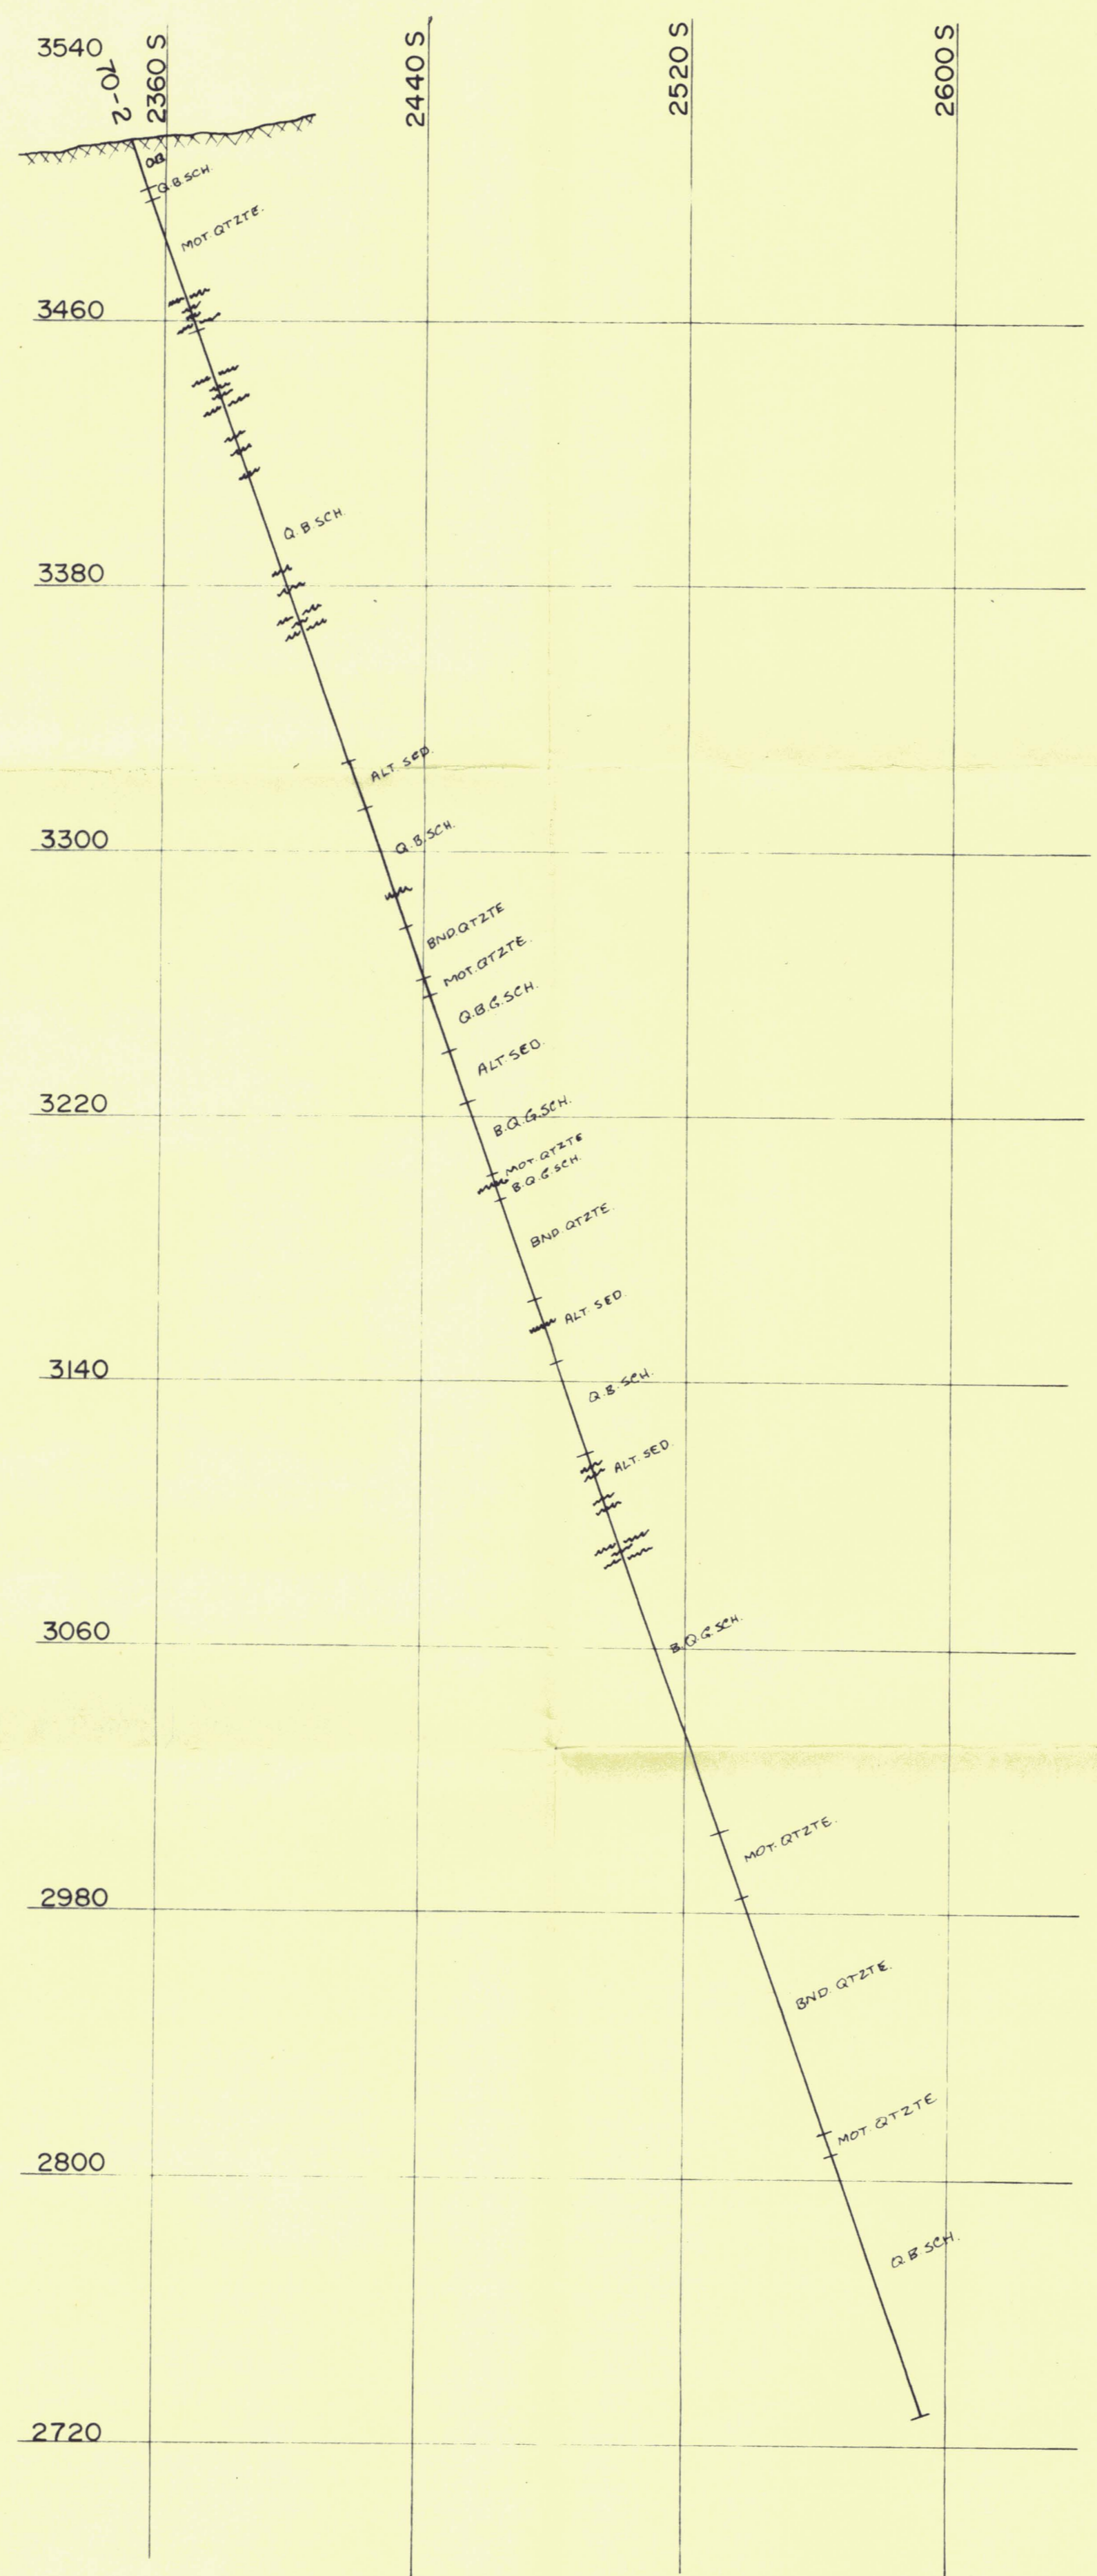 3540
70-2
2360 S
2440 S
2520 S
2600 S
OB
Q.B.SCH.
MOT. QTZTE.
3460
Q.B.SCH.
3380
ALT. SED.
3300
Q.B.SCH.
BND.QTZTE
MOT.QTZTE.
Q.B.G.SCH.
ALT.SED.
3220
B.Q.G.SCH.
MOT.QTZTE
B.Q.G.SCH.
BND.QTZTE.
ALT. SED.
3140
Q.B.SCH.
ALT.SED.
3060
B.Q.G.SCH.
MOT.QTZTE.
2980
BND. QTZTE.
MOT. QTZTE
2800
Q.B.SCH.
2720